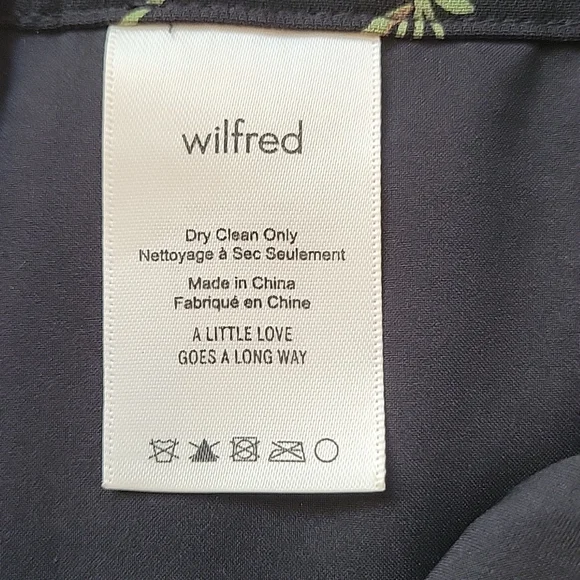 wilfred
Dry Clean Only
Nettoyage à Sec Seulement
Made in China
Fabriqué en Chine
A LITTLE LOVE
GOES A LONG WAY